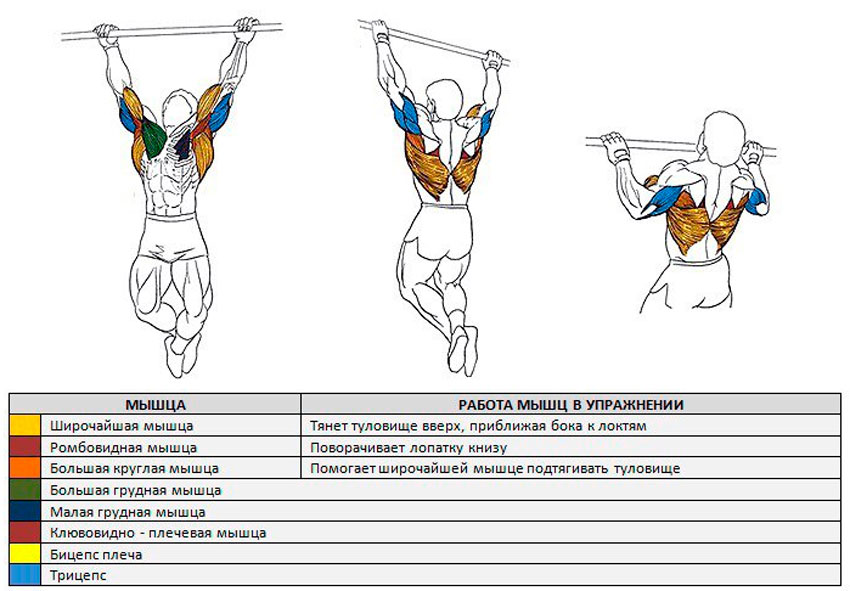 МЫШЦА РАБОТА МЫШЦ В УПРАЖНЕНИИ
Широчайшая мышца Тянет туловище вверх, приближая бока к локтям
Ромбовидная мышца Поворачивает лопатку книзу
Большая круглая мышца Помогает широчайшей мышце подтягивать туловище
Большая грудная мышца
Малая грудная мышца
Клювовидно - плечевая мышца
Бицепс плеча
Трицепс